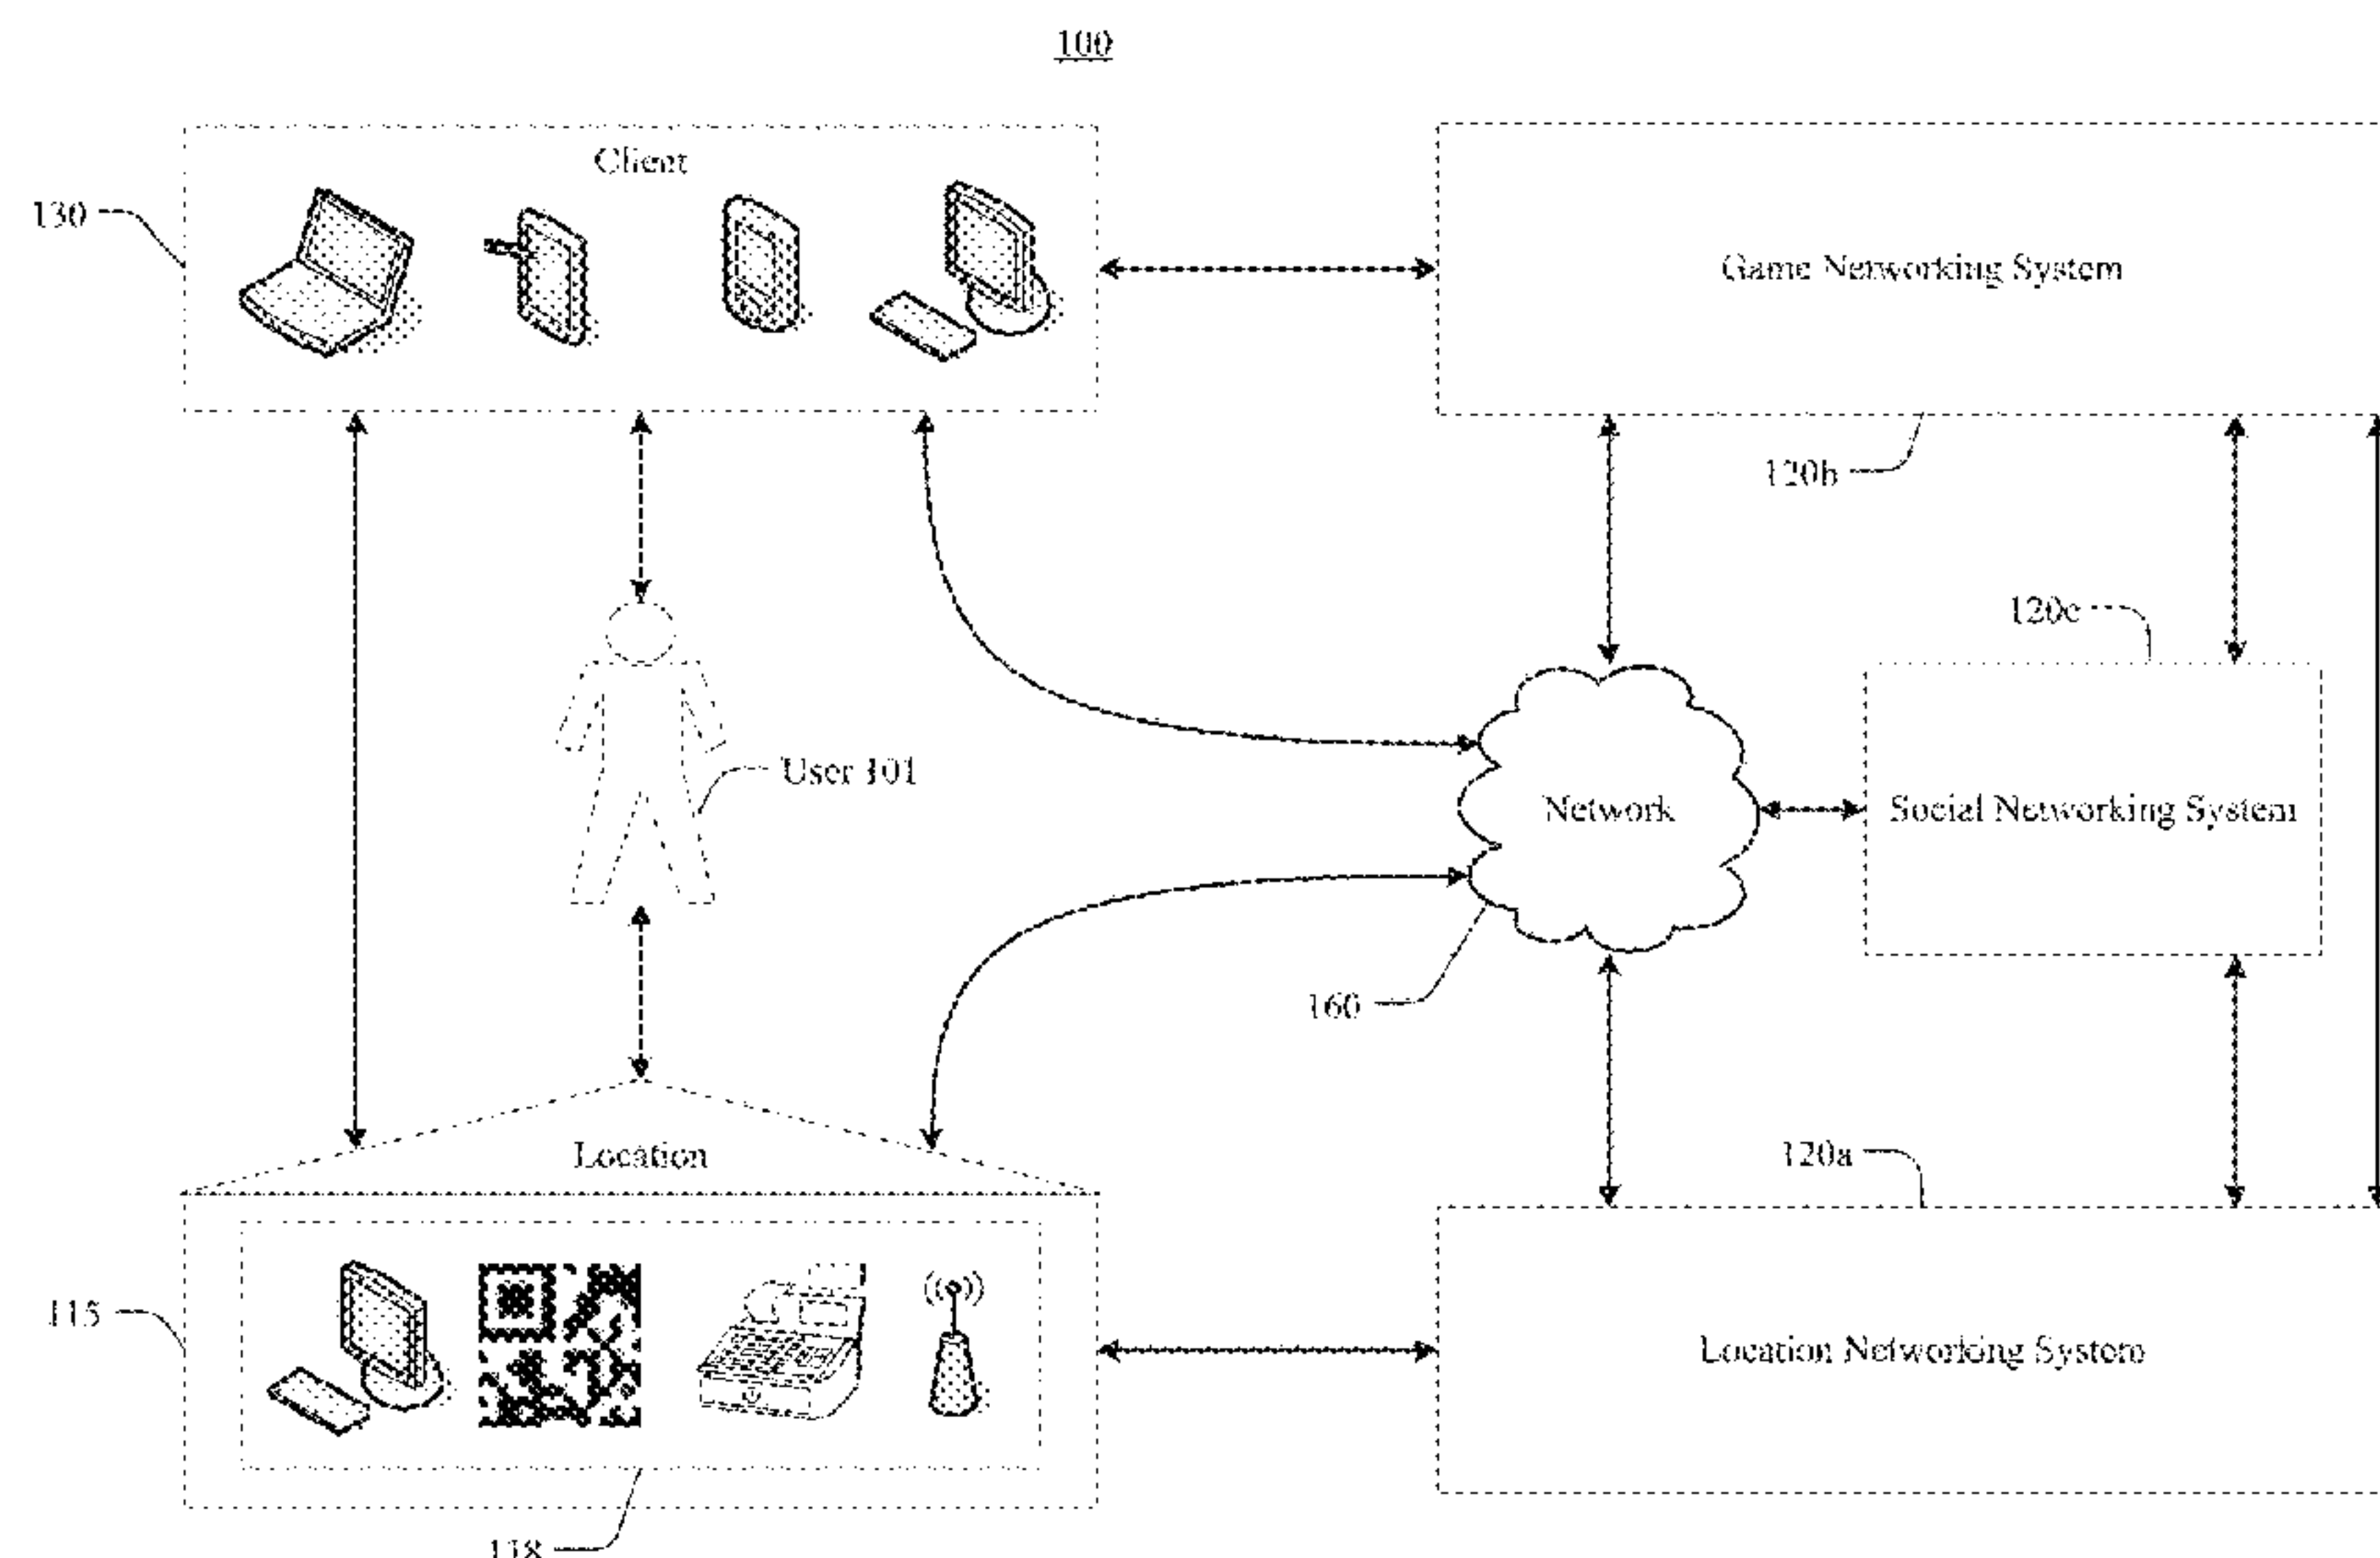 100
Client
130
Game Networking System
120b
120c
User 101
Network
Social Networking System
160
120a
Location
115
Location Networking System
118